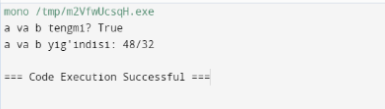 mono /tmp/m2VfwUcsqH.exe
a va b tengmi? True
a va b yig'indisi: 48/32
=== Code Execution Successful ===